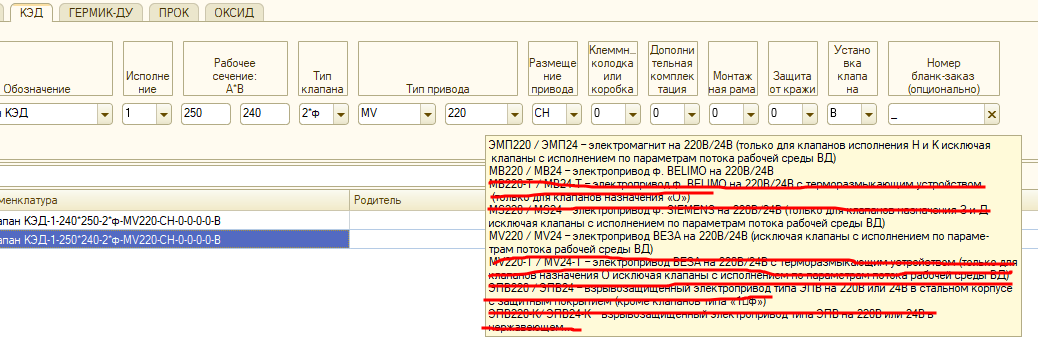 КЭД ГЕРМИК-ДУ ПРОК ОКСИД
Обозначение
Исполне
ние
Рабочее
сечение:
А*В
Тип
клапана
Тип привода
Размеще
ние
привода
Клеммн...
колодка
или
коробка
Дополни
тельная
комплек
тация
Монтаж
ная рама
Защита
от кражи
Устано
вка
клапа
на
Номер
бланк-заказ
(опционально)
КЭД 1 250 240 2*ф MV 220 СН 0 0 0 0 В _
ЭМП220 / ЭМП24 – электромагнит на 220В/24В (только для клапанов исполнения Н и К исключая
клапаны с исполнением по параметрам потока рабочей среды ВД)
МВ220 / МВ24 – электропривод ф. BELIMO на 220В/24В
МВ220-Т / МВ24-Т – электропривод ф. BELIMO на 220В/24В с терморазмыкающим устройством
(только для клапанов назначения «О»)
MS220 / MS24 – электропривод ф. SIEMENS на 220В/24В (только для клапанов назначения З и Д
исключая клапаны с исполнением по параметрам потока рабочей среды ВД)
MV220 / MV24 – электропривод ВЕЗА на 220В/24В (исключая клапаны с исполнением по параме-
трам потока рабочей среды ВД)
MV220-Т / MV24-Т – электропривод ВЕЗА на 220В/24В с терморазмыкающим устройством (только для
клапанов назначения О исключая клапаны с исполнением по параметрам потока рабочей среды ВД)
ЭПВ220 / ЭПВ24 – взрывозащищенный электропривод типа ЭПВ на 220В или 24В в стальном корпусе
с защитным покрытием (кроме клапанов типа «1*ф»)
ЭПВ220-К/ ЭПВ24-К – взрывозащищенный электропривод типа ЭПВ на 220В или 24В в
нержавеющем...
менклатура Родитель
апан КЭД-1-240*250-2*ф-MV220-СН-0-0-0-0-В
апан КЭД-1-250*240-2*ф-MV220-СН-0-0-0-0-В